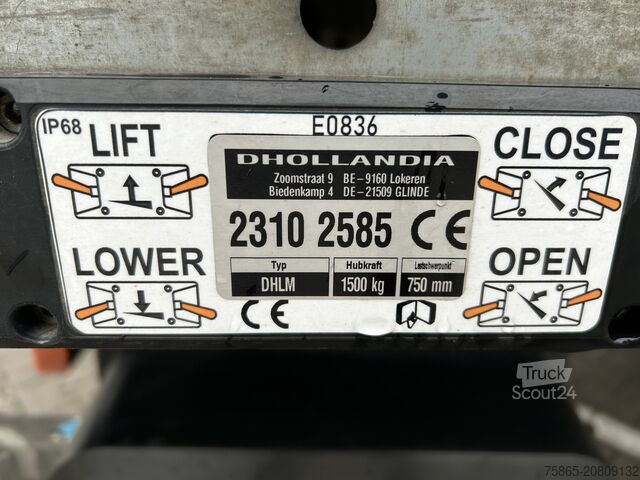 IP68
E0836
LIFT
CLOSE
DHOLLANDIA
Zoomstraat 9 BE-9160 Lokeren
Biedenkamp 4 DE-21509 GLINDE
2310 2585 CE
LOWER
OPEN
Typ Hubkraft Lastschwerpunkt
DHLM 1500 kg 750 mm
CE
Truck
Scout24
75865-20809132